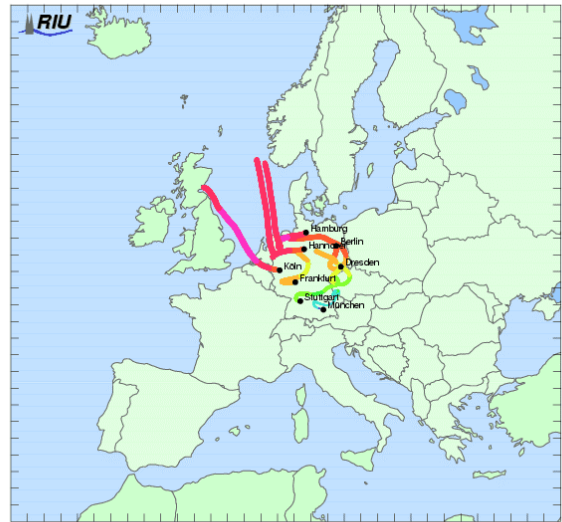 RIU
Hamburg
Hannover
Berlin
Köln
Dresden
Frankfurt
Stuttgart
München